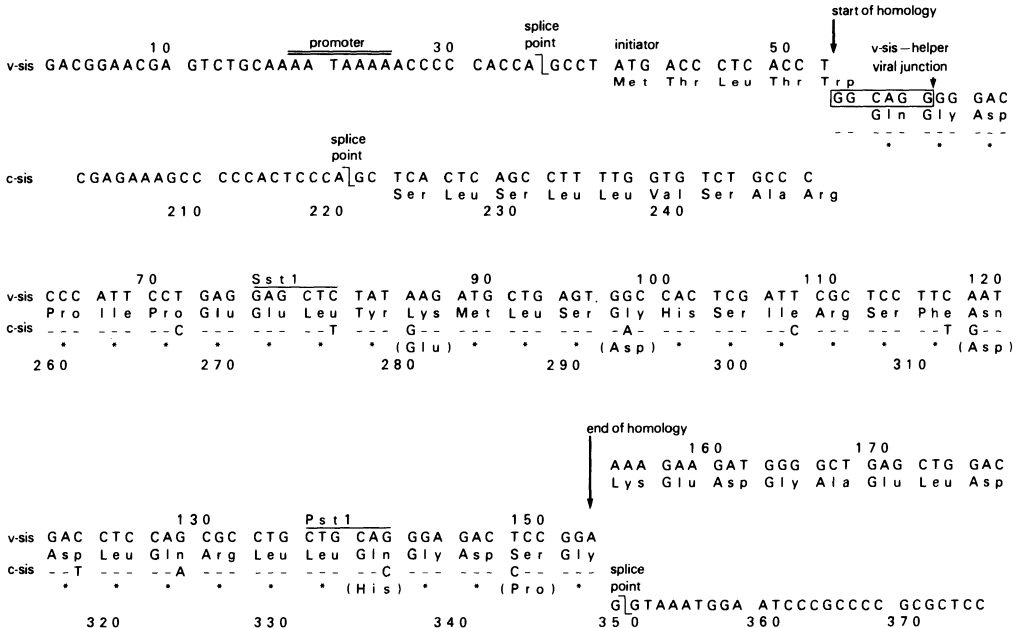 start of homology
splice
point
10 promoter 30 initiator 50 v-sis – helper
viral junction
v-sis GACGGAACGA GTCTGCAAAA TAAAAACCCC CACCA GCCT ATG ACC CTC ACC T
Met Thr Leu Thr Trp
GG CAG GGG GAC
Gln Gly Asp
-- --- --- ---
* * *
splice
point
c-sis CGAGAAAGCC CCCACTCCCA GC TCA CTC AGC CTT TTG GTG TCT GCC C
Ser Leu Ser Leu Leu Val Ser Ala Arg
210 220 230 240
70 Sst1 90 100 110 120
v-sis CCC ATT CCT GAG GAG CTC TAT AAG ATG CTG AGT GGC CAC TCG ATT CGC TCC TTC AAT
Pro Ile Pro Glu Glu Leu Tyr Lys Met Leu Ser Gly His Ser Ile Arg Ser Phe Asn
c-sis --- --- --C --- --- --T --- G-- --- --- --- -A- --- --- --C --- --- --T G--
* * * * * * * (Glu) * * * (Asp) * * * * * * (Asp)
260 270 280 290 300 310
end of homology
160 170
AAA GAA GAT GGG GCT GAG CTG GAC
Lys Glu Asp Gly Ala Glu Leu Asp
130 Pst1 150
v-sis GAC CTC CAG CGC CTG CTG CAG GGA GAC TCC GGA
Asp Leu Gln Arg Leu Leu Gln Gly Asp Ser Gly
c-sis --T --- --A --- --- --- --C --- --- C-- ---
* * * * * * (His) * * (Pro) *
splice
point
G GTAAATGGA ATCCCGCCCC GCGCTCC
320 330 340 350 360 370